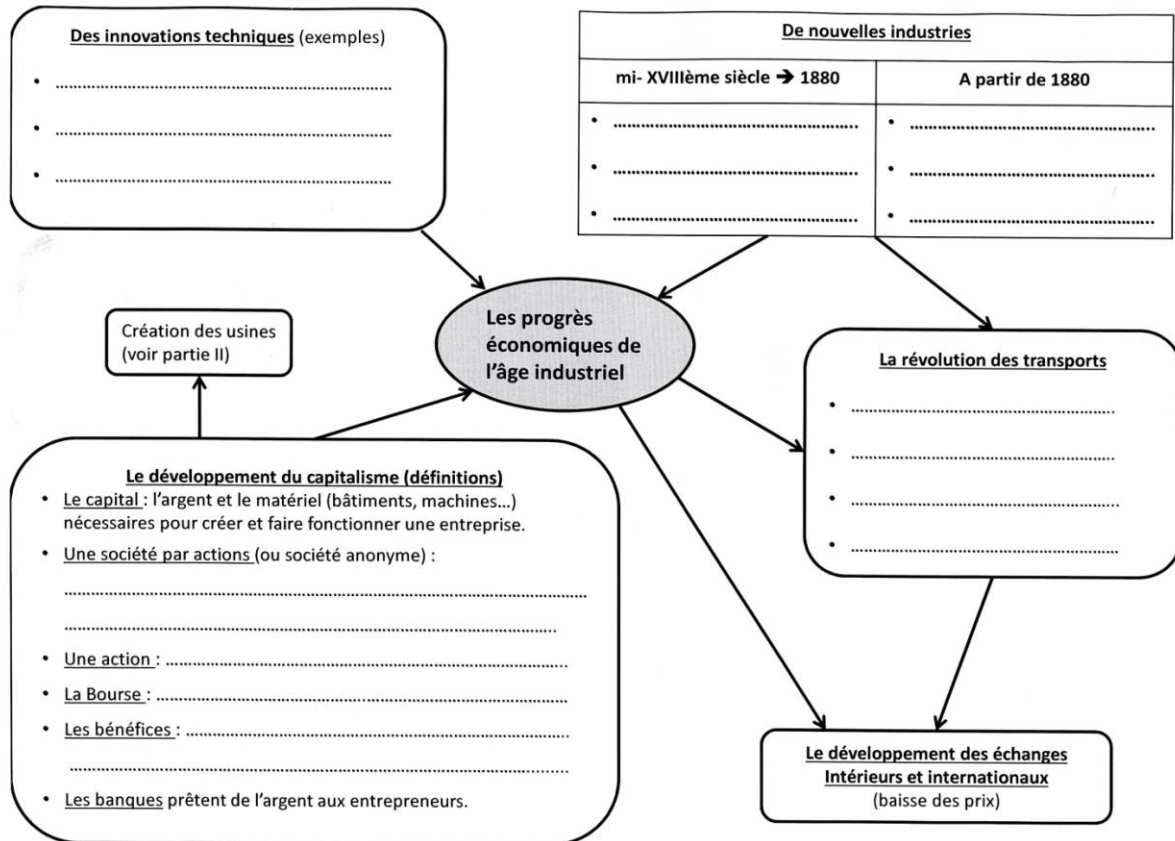 Des innovations techniques (exemples)
• ................................................................
• ................................................................
• ................................................................
De nouvelles industries
mi- XVIIIème siècle ➔ 1880
A partir de 1880
• ................................................................
• ................................................................
• ................................................................
• ................................................................
• ................................................................
• ................................................................
Les progrès
économiques de
l'âge industriel
Création des usines
(voir partie II)
La révolution des transports
• ................................................................
• ................................................................
• ................................................................
• ................................................................
Le développement du capitalisme (définitions)
• Le capital : l'argent et le matériel (bâtiments, machines...)
nécessaires pour créer et faire fonctionner une entreprise.
• Une société par actions (ou société anonyme) :
................................................................
................................................................
• Une action : ................................................................
• La Bourse : ................................................................
• Les bénéfices : ................................................................
................................................................
• Les banques prêtent de l'argent aux entrepreneurs.
Le développement des échanges
Intérieurs et internationaux
(baisse des prix)